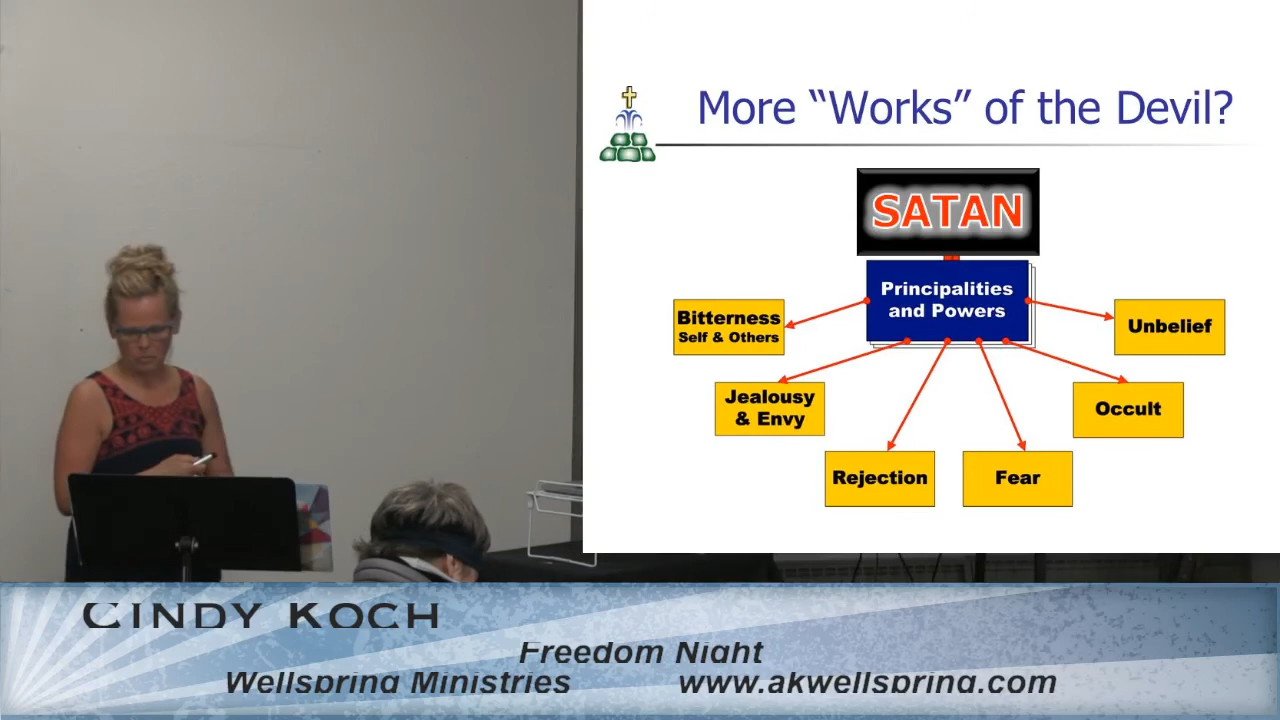 More “Works” of the Devil?
SATAN
Principalities
and Powers
Bitterness
Self & Others
Unbelief
Jealousy
& Envy
Occult
Rejection
Fear
CINDY KOCH
Freedom Night
Wellspring Ministries www.akwellspring.com